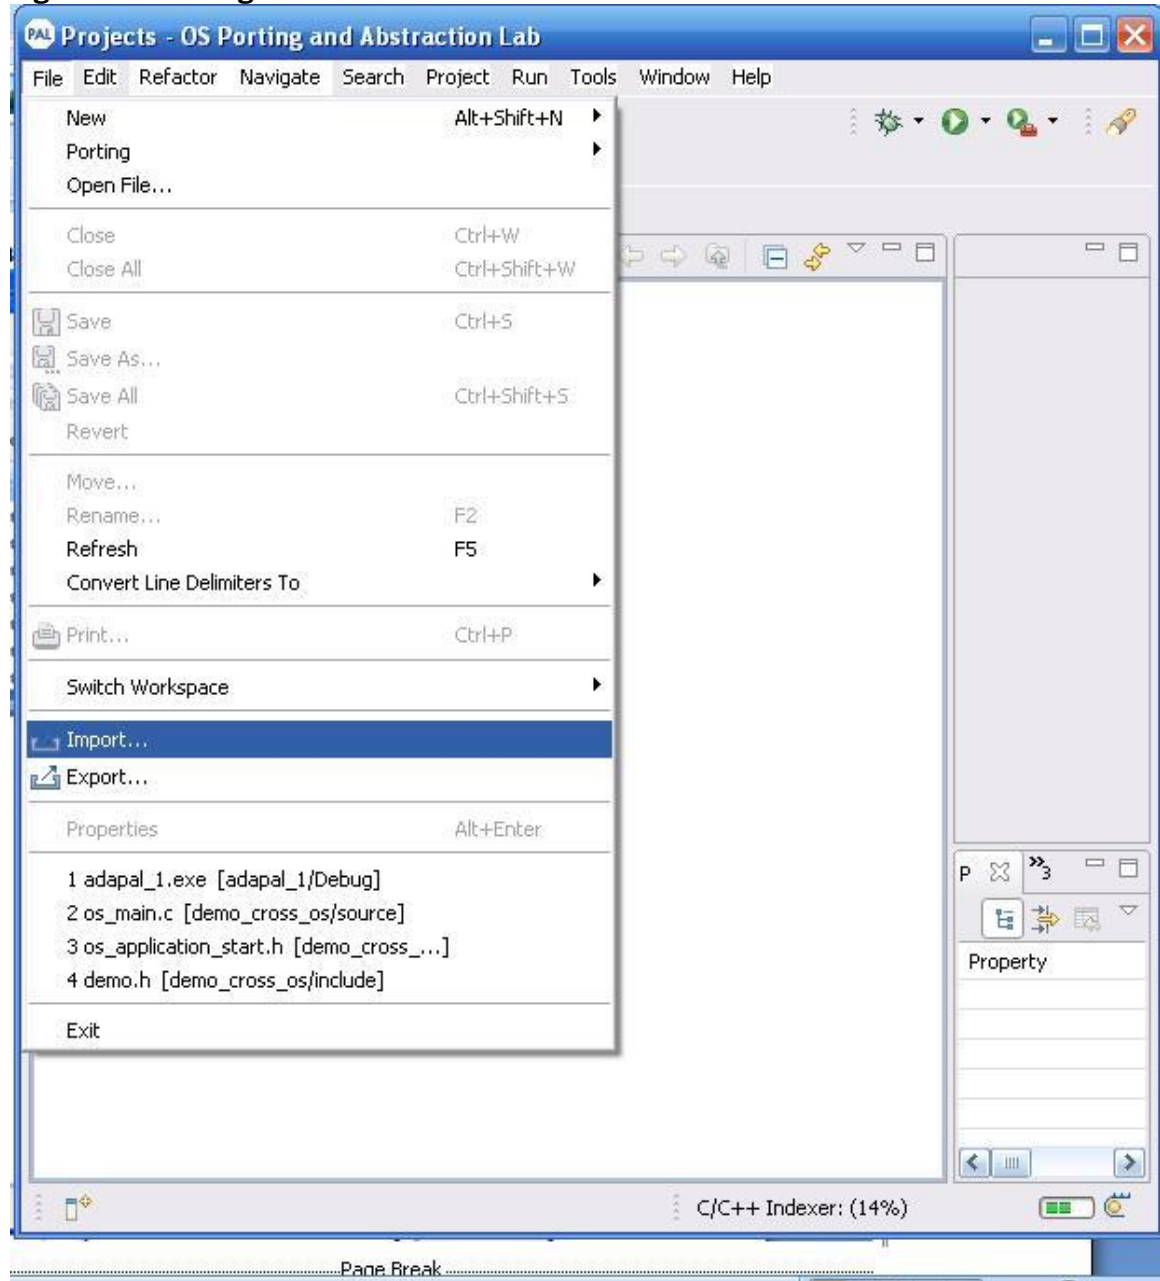 PAL Projects - OS Porting and Abstraction Lab
File Edit Refactor Navigate Search Project Run Tools Window Help
New Alt+Shift+N
Porting
Open File...
Close Ctrl+W
Close All Ctrl+Shift+W
Save Ctrl+S
Save As...
Save All Ctrl+Shift+S
Revert
Move...
Rename... F2
Refresh F5
Convert Line Delimiters To
Print... Ctrl+P
Switch Workspace
Import...
Export...
Properties Alt+Enter
1 adapal_1.exe [adapal_1/Debug]
2 os_main.c [demo_cross_os/source]
3 os_application_start.h [demo_cross_...]
4 demo.h [demo_cross_os/include]
Exit
P »3
Property
C/C++ Indexer: (14%)
Page Break